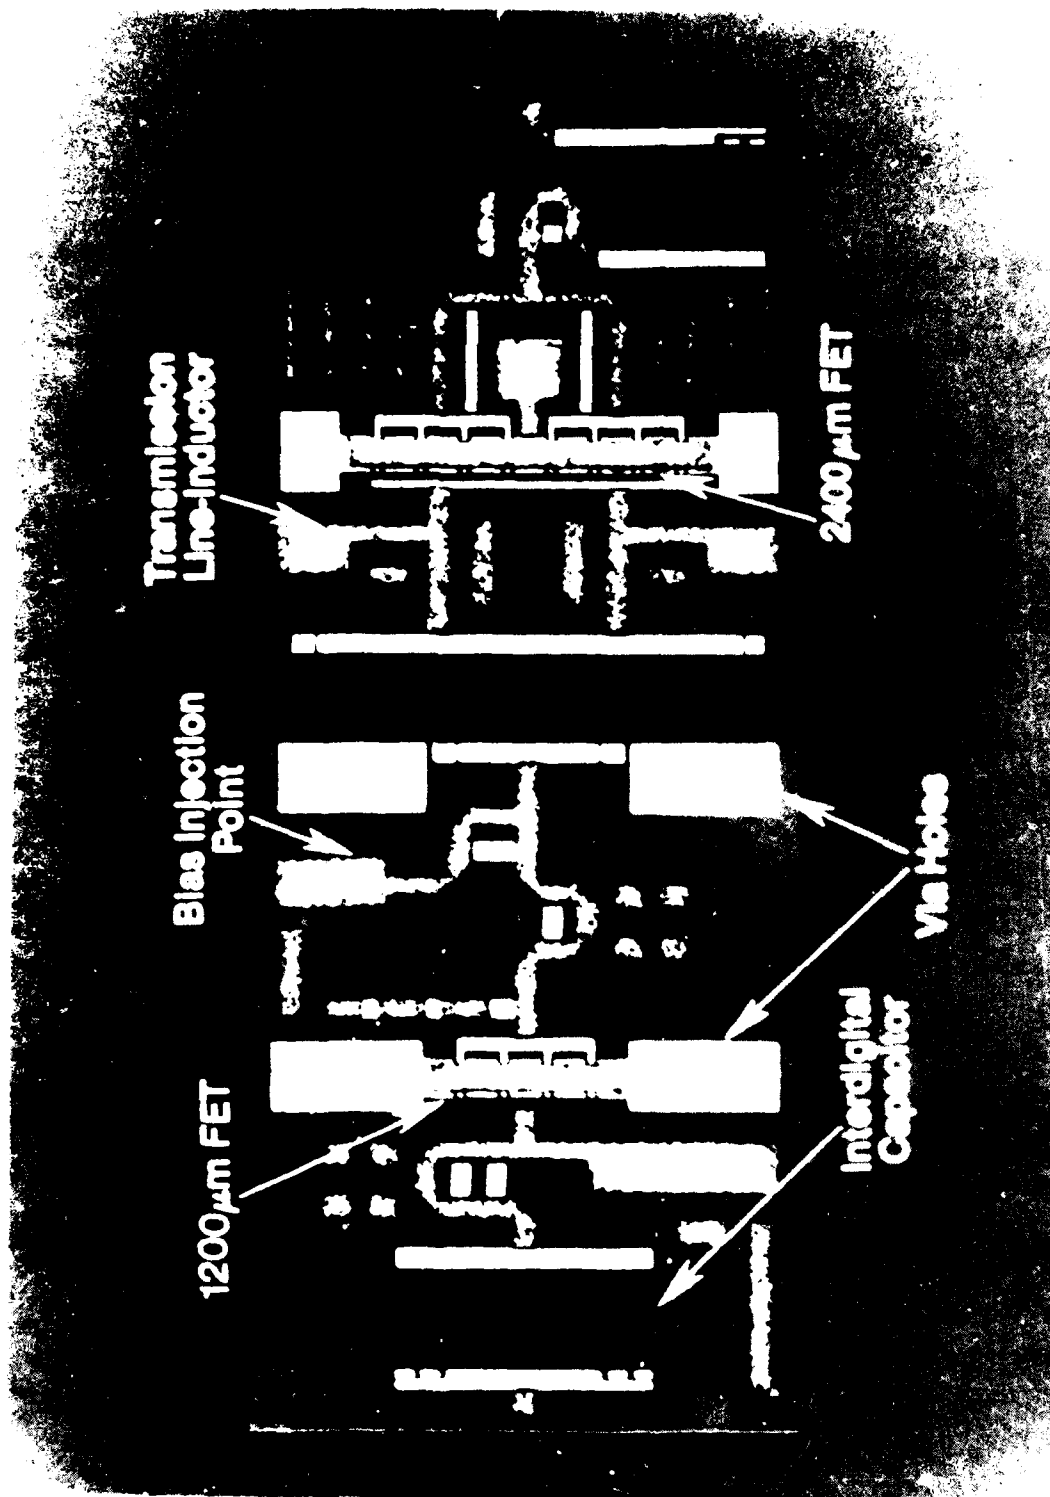 Transmission
Line-Inductor
2400μm FET
Bias Injection
Point
Via Holes
1200μm FET
Interdigital
Capacitor